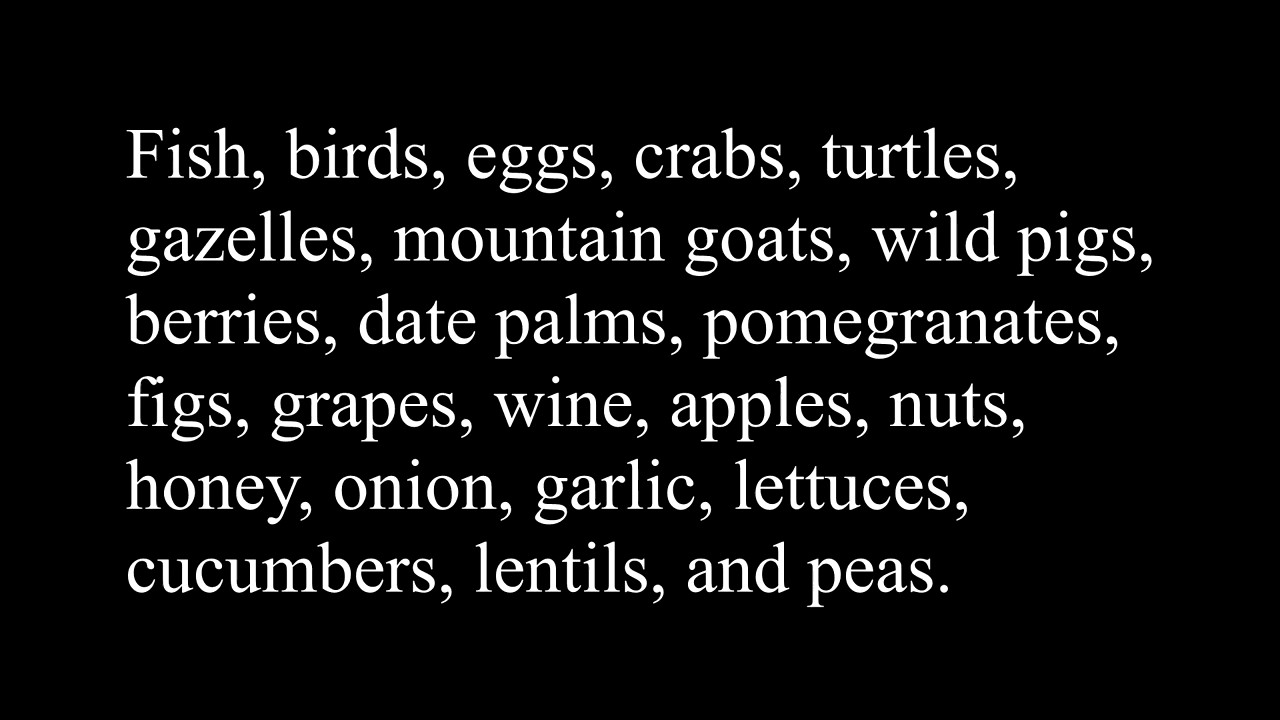 Fish, birds, eggs, crabs, turtles,
gazelles, mountain goats, wild pigs,
berries, date palms, pomegranates,
figs, grapes, wine, apples, nuts,
honey, onion, garlic, lettuces,
cucumbers, lentils, and peas.